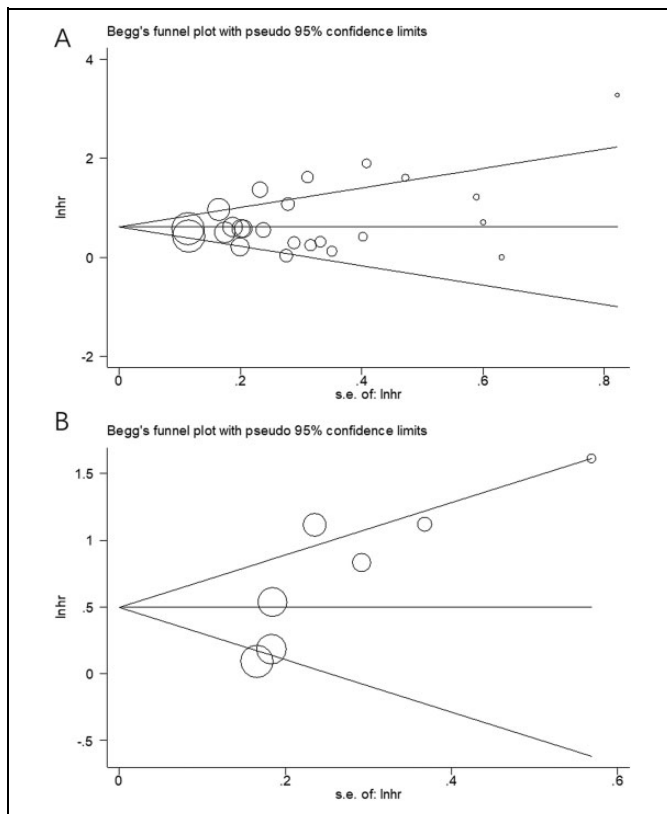 A
Begg's funnel plot with pseudo 95% confidence limits
4
2
0
-2
lnhr
0
.2
.4
.6
.8
s.e. of: lnhr
B
Begg's funnel plot with pseudo 95% confidence limits
1.5
1
.5
0
-.5
lnhr
0
.2
.4
.6
s.e. of: lnhr